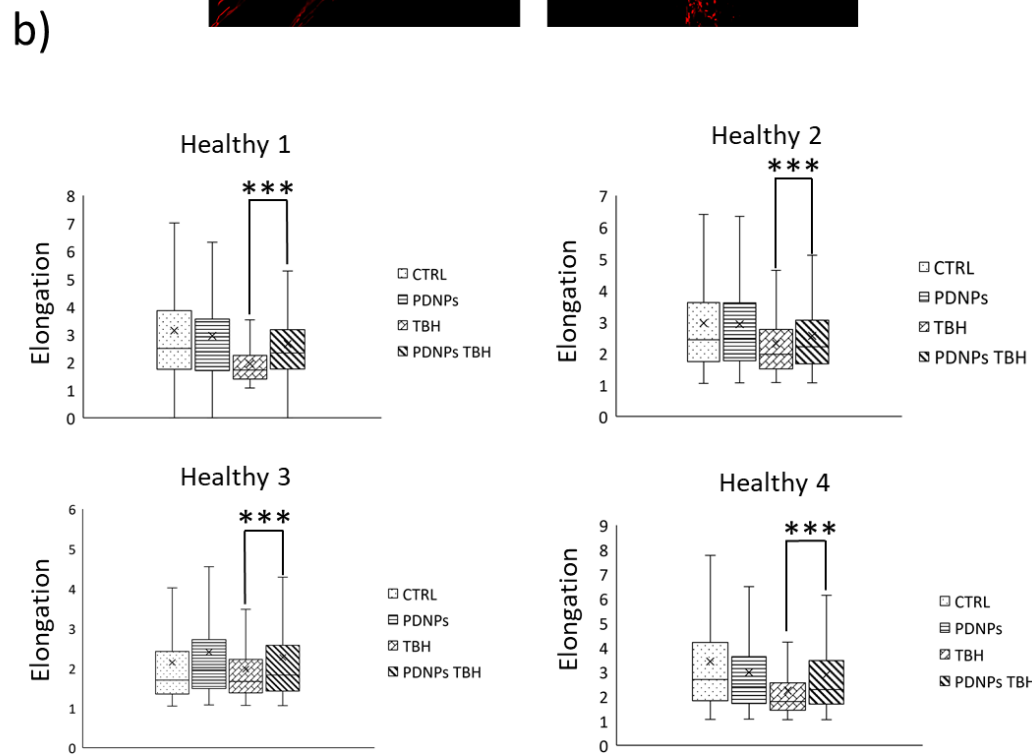 b)
Healthy 1
***
Elongation
8
7
6
5
4
3
2
1
0
CTRL
PDNPs
TBH
PDNPs TBH
Healthy 2
***
Elongation
7
6
5
4
3
2
1
0
CTRL
PDNPs
TBH
PDNPs TBH
Healthy 3
***
Elongation
6
5
4
3
2
1
0
CTRL
PDNPs
TBH
PDNPs TBH
Healthy 4
***
Elongation
9
8
7
6
5
4
3
2
1
0
CTRL
PDNPs
TBH
PDNPs TBH